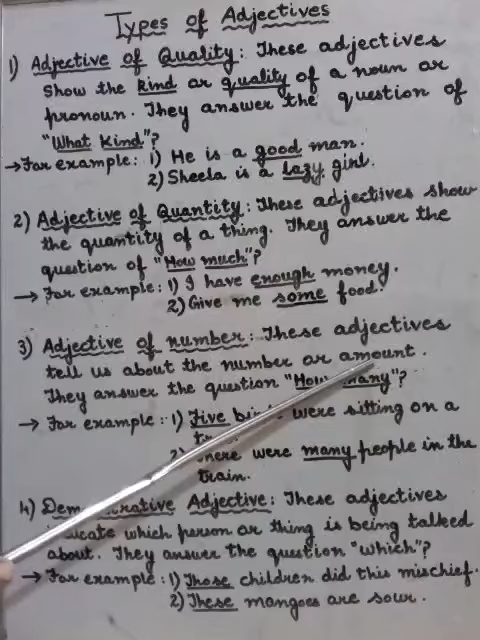 Types of Adjectives
1) Adjective of Quality: These adjectives
show the kind or quality of a noun or
pronoun. They answer the question of
"What Kind"?
→ For example: 1) He is a good man.
2) Sheela is a lazy girl.
2) Adjective of Quantity: These adjectives show
the quantity of a thing. They answer the
question of "How much"?
→ For example: 1) I have enough money.
2) Give me some food.
3) Adjective of number: These adjectives
tell us about the number or amount.
They answer the question "How many"?
→ For example: 1) Five were sitting on a
2) were many people in the
train.
4) Adjective: These adjectives
which person or thing is being talked
about. They answer the question "which"?
→ For example: 1) Those children did this mischief.
2) These mangoes are sour.